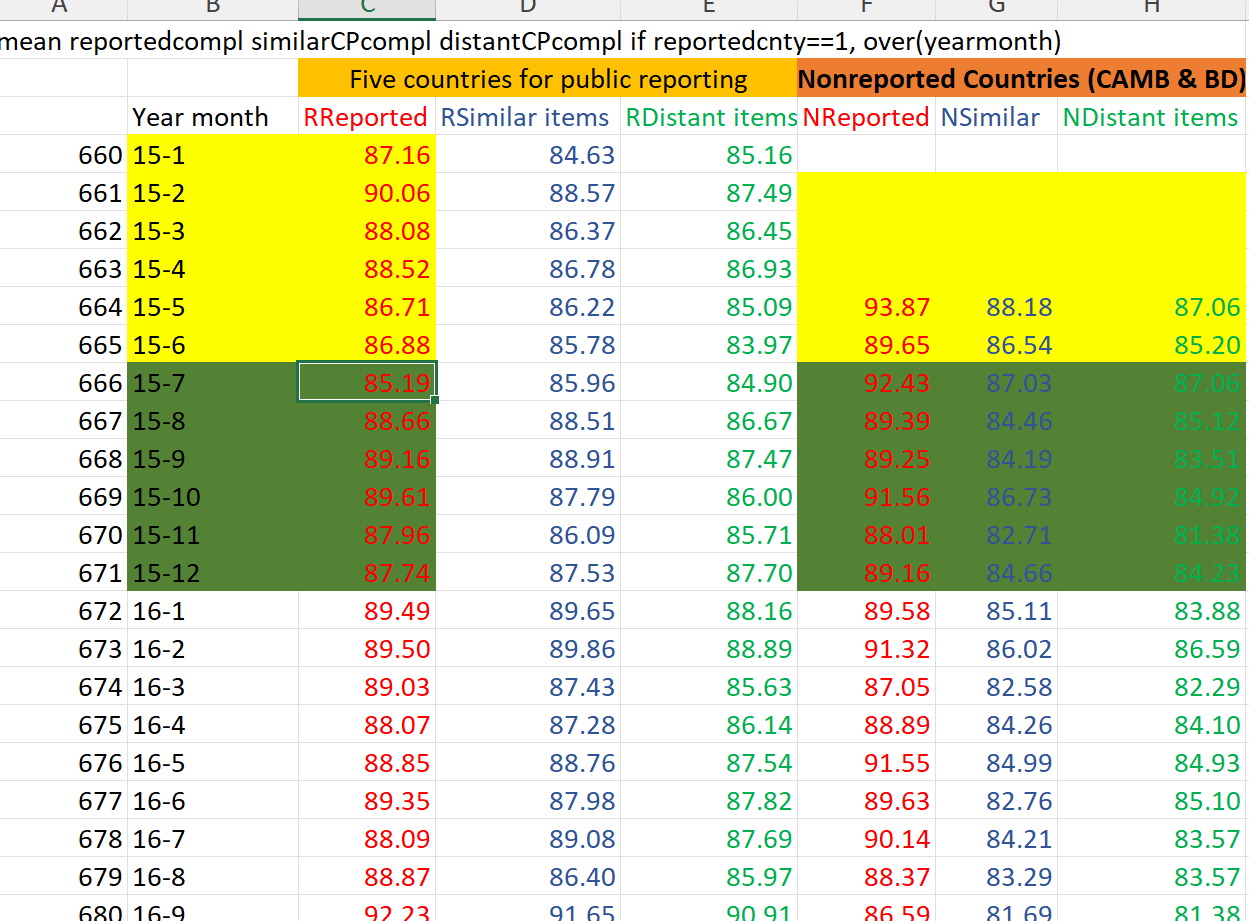 A B C D E F G H
mean reportedcompl similarCPcompl distantCPcompl if reportedcnty==1, over(yearmonth)
Five countries for public reporting Nonreported Countries (CAMB & BD)
Year month RReported RSimilar items RDistant items NReported NSimilar NDistant items
660 15-1 87.16 84.63 85.16
661 15-2 90.06 88.57 87.49
662 15-3 88.08 86.37 86.45
663 15-4 88.52 86.78 86.93
664 15-5 86.71 86.22 85.09 93.87 88.18 87.06
665 15-6 86.88 85.78 83.97 89.65 86.54 85.20
666 15-7 85.19 85.96 84.90 92.43 87.03 87.06
667 15-8 88.66 88.51 86.67 89.39 84.46 85.12
668 15-9 89.16 88.91 87.47 89.25 84.19 83.51
669 15-10 89.61 87.79 86.00 91.56 86.73 84.92
670 15-11 87.96 86.09 85.71 88.01 82.71 81.38
671 15-12 87.74 87.53 87.70 89.16 84.66 84.23
672 16-1 89.49 89.65 88.16 89.58 85.11 83.88
673 16-2 89.50 89.86 88.89 91.32 86.02 86.59
674 16-3 89.03 87.43 85.63 87.05 82.58 82.29
675 16-4 88.07 87.28 86.14 88.89 84.26 84.10
676 16-5 88.85 88.76 87.54 91.55 84.99 84.93
677 16-6 89.35 87.98 87.82 89.63 82.76 85.10
678 16-7 88.09 89.08 87.69 90.14 84.21 83.57
679 16-8 88.87 86.40 85.97 88.37 83.29 83.57
680 16-9 92.23 91.65 90.91 86.59 81.69 81.38